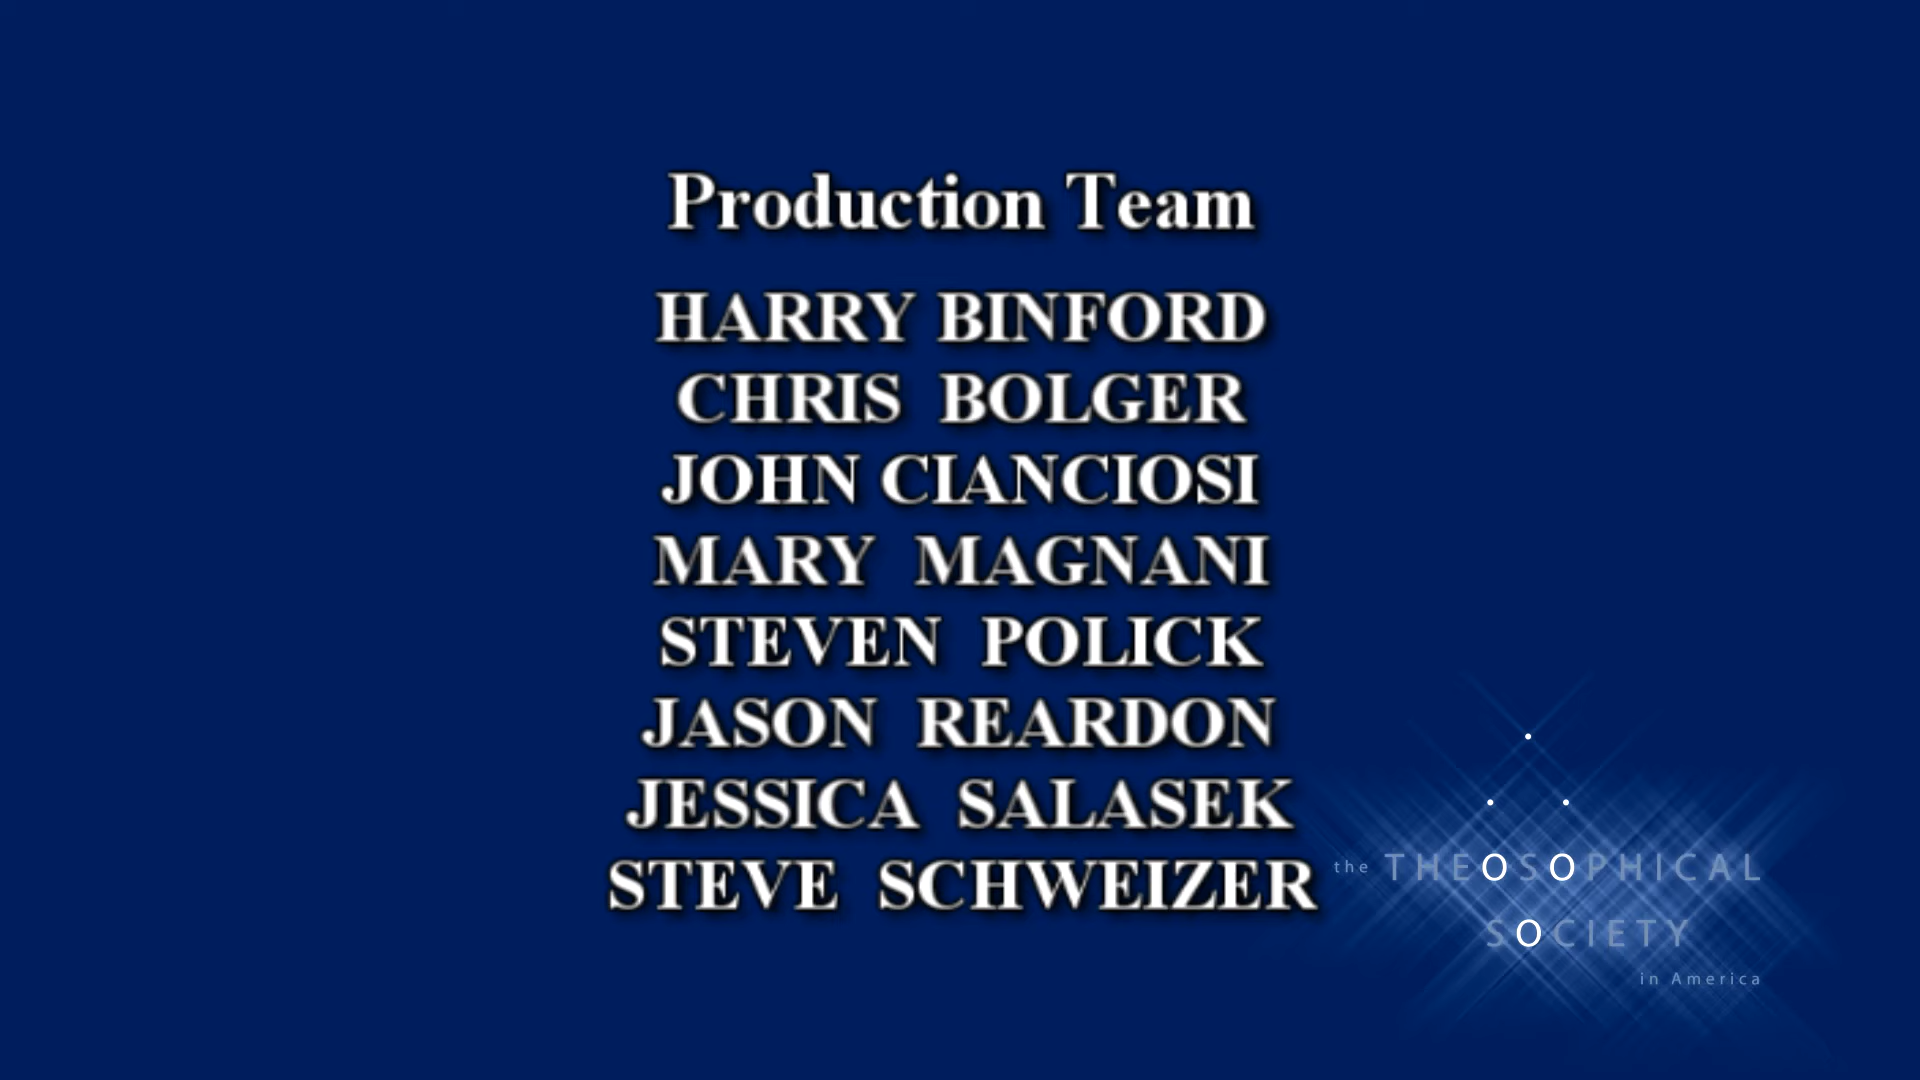 Production Team
HARRY BINFORD
CHRIS BOLGER
JOHN CIANCIOSI
MARY MAGNANI
STEVEN POLICK
JASON REARDON
JESSICA SALASEK
STEVE SCHWEIZER
the THEOSOPHICAL
SOCIETY
in America